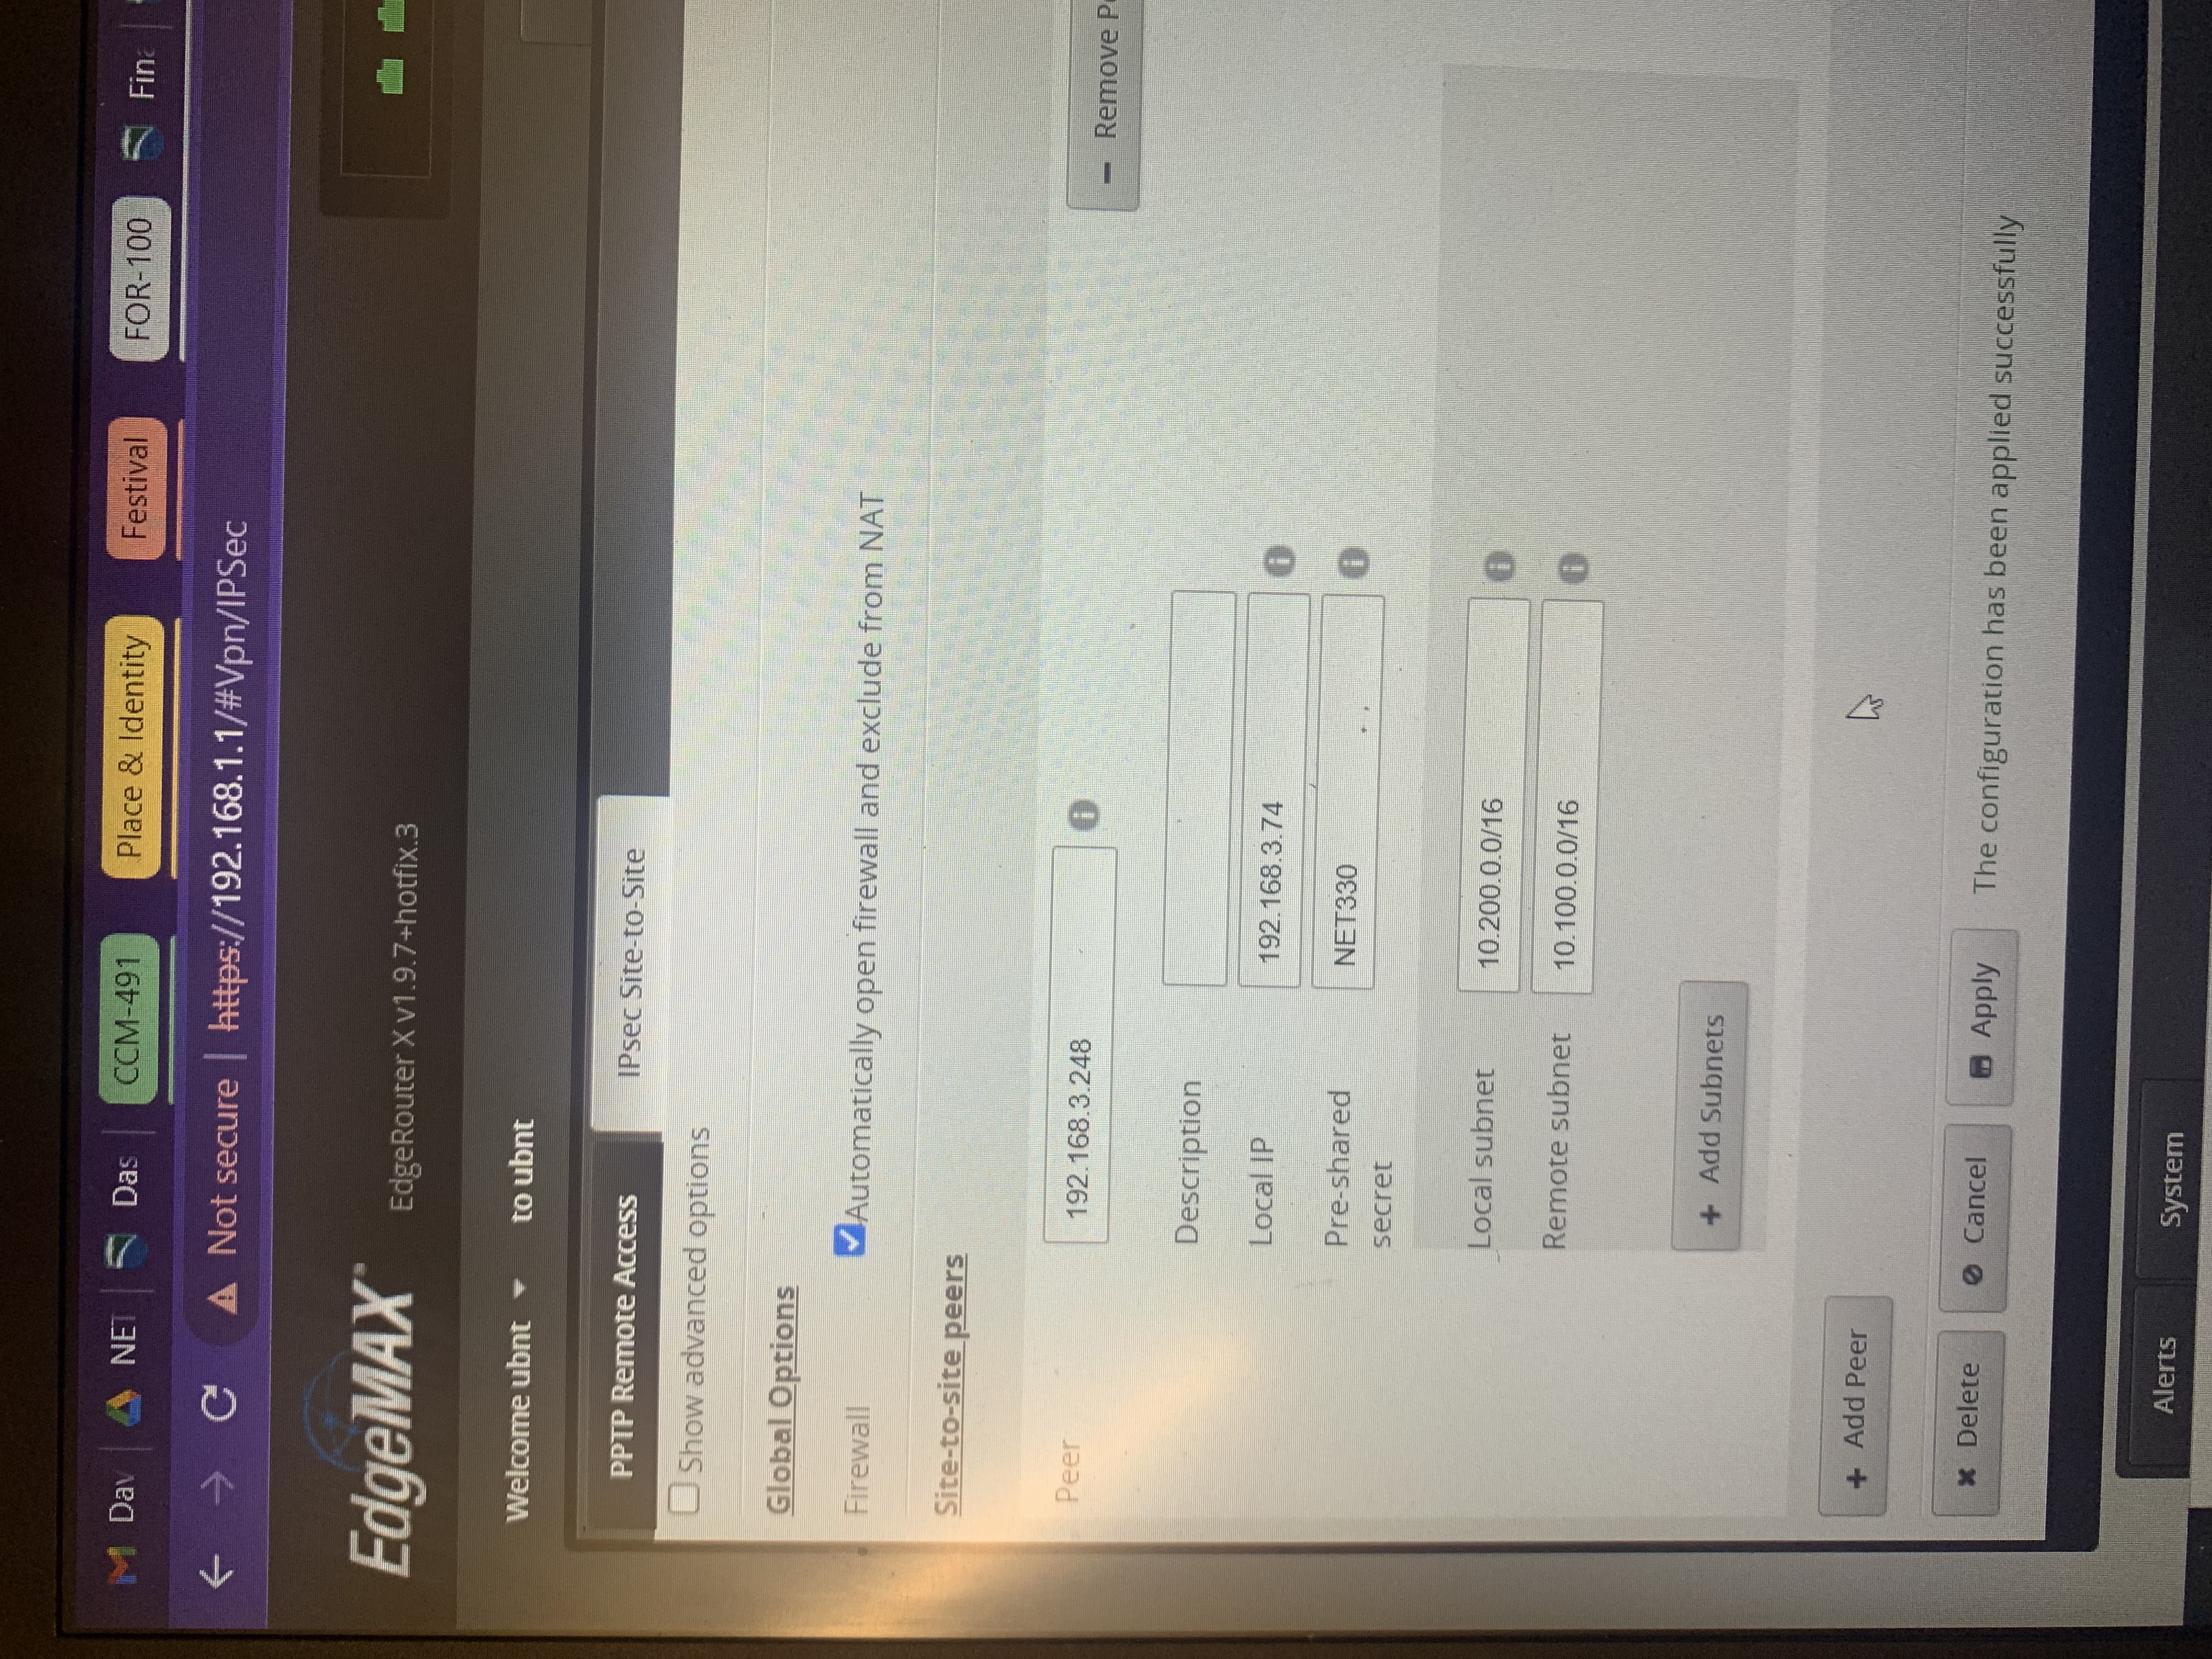 Dav NET Das CCM-491 Place & Identity Festival FOR-100 Fina
Not secure | https://192.168.1.1/#Vpn/IPSec
EdgeMAX™ EdgeRouter X v1.9.7+hotfix.3
Welcome ubnt to ubnt
PPTP Remote Access IPsec Site-to-Site
Show advanced options
Global Options
Firewall Automatically open firewall and exclude from NAT
Site-to-site peers
Peer 192.168.3.248
Remove Pe
Description
Local IP 192.168.3.74
Pre-shared secret NET330
Local subnet 10.200.0.0/16
Remote subnet 10.100.0.0/16
Add Subnets
Add Peer
Delete Cancel Apply The configuration has been applied successfully
Alerts System